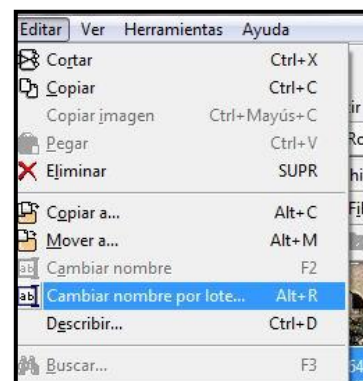 Editar Ver Herramientas Ayuda
Cortar Ctrl+X
Copiar Ctrl+C
Copiar imagen Ctrl+Mayús+C
Pegar Ctrl+V
Eliminar SUPR
Copiar a... Alt+C
Mover a... Alt+M
Cambiar nombre F2
Cambiar nombre por lote... Alt+R
Describir... Ctrl+D
Buscar... F3